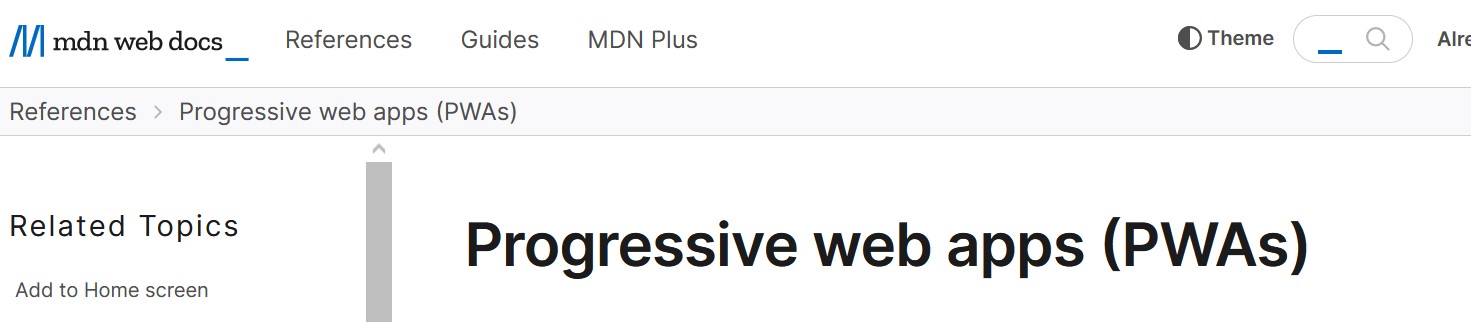 mdn web docs_ References Guides MDN Plus Theme
References > Progressive web apps (PWAs)
Related Topics
Progressive web apps (PWAs)
Add to Home screen